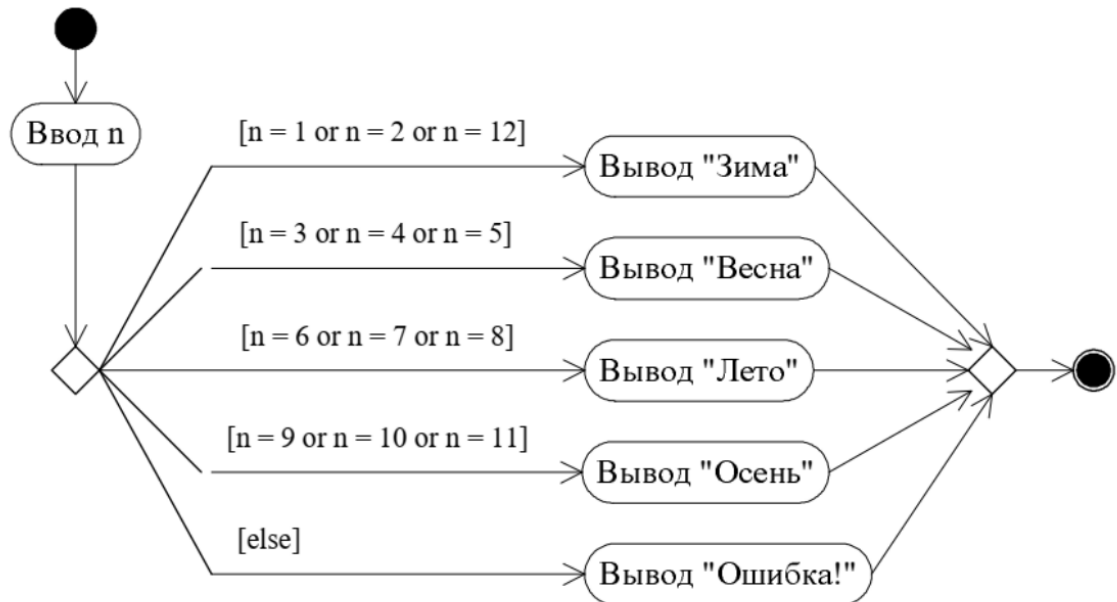 Ввод n
[n = 1 or n = 2 or n = 12]
Вывод "Зима"
[n = 3 or n = 4 or n = 5]
Вывод "Весна"
[n = 6 or n = 7 or n = 8]
Вывод "Лето"
[n = 9 or n = 10 or n = 11]
Вывод "Осень"
[else]
Вывод "Ошибка!"